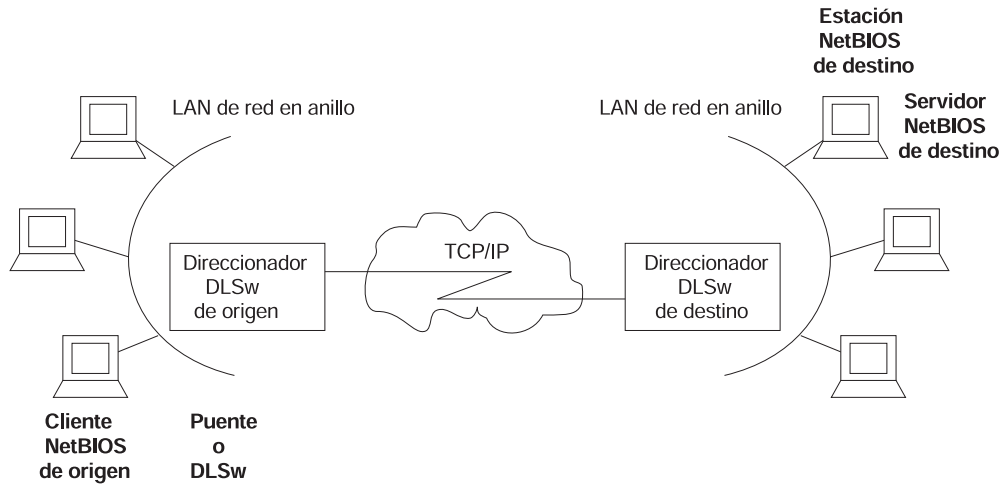 Estación
NetBIOS
de destino
LAN de red en anillo
LAN de red en anillo
Servidor
NetBIOS
de destino
Direccionador
DLSw
de origen
TCP/IP
Direccionador
DLSw
de destino
Cliente
NetBIOS
de origen
Puente
o
DLSw